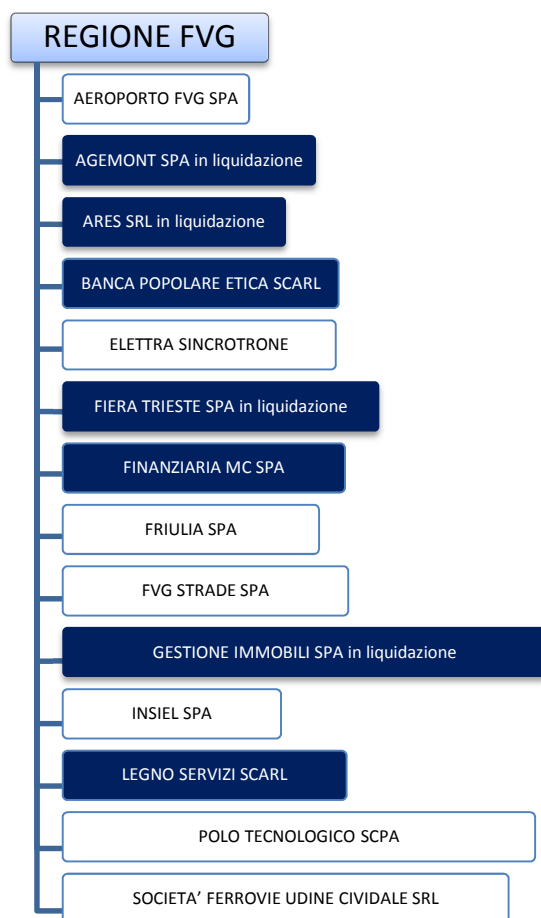 REGIONE FVG
AEROPORTO FVG SPA
AGEMONT SPA in liquidazione
ARES SRL in liquidazione
BANCA POPOLARE ETICA SCARL
ELETTRA SINCROTRONE
FIERA TRIESTE SPA in liquidazione
FINANZIARIA MC SPA
FRIULIA SPA
FVG STRADE SPA
GESTIONE IMMOBILI SPA in liquidazione
INSIEL SPA
LEGNO SERVIZI SCARL
POLO TECNOLOGICO SCPA
SOCIETA’ FERROVIE UDINE CIVIDALE SRL